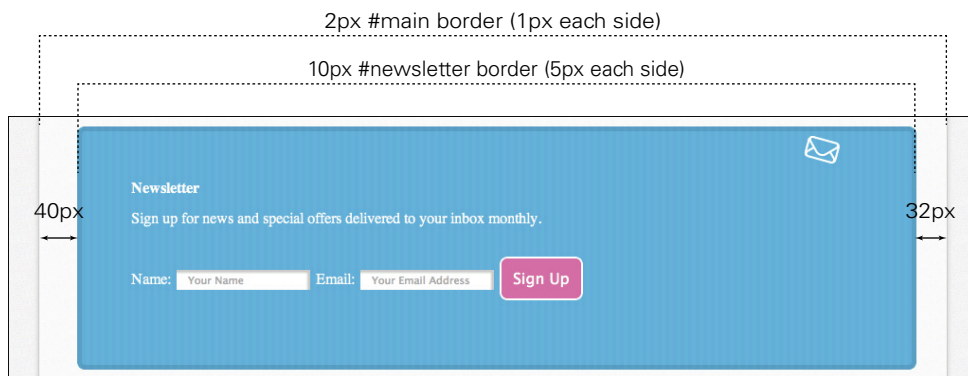 2px #main border (1px each side)
10px #newsletter border (5px each side)
Newsletter
40px
Sign up for news and special offers delivered to your inbox monthly.
32px
Name: Your Name Email: Your Email Address Sign Up